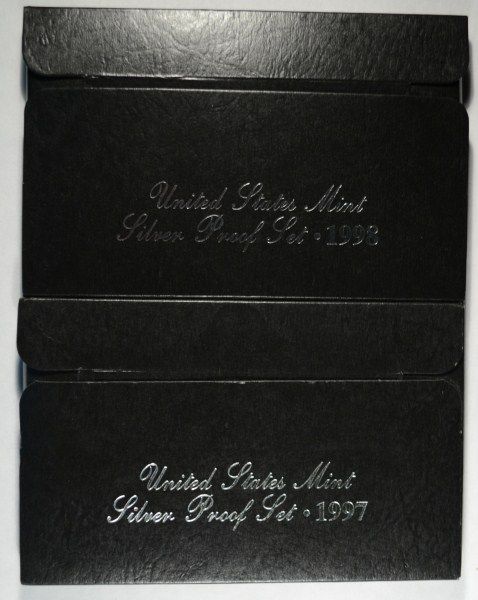 United States Mint
Silver Proof Set · 1998
United States Mint
Silver Proof Set · 1997